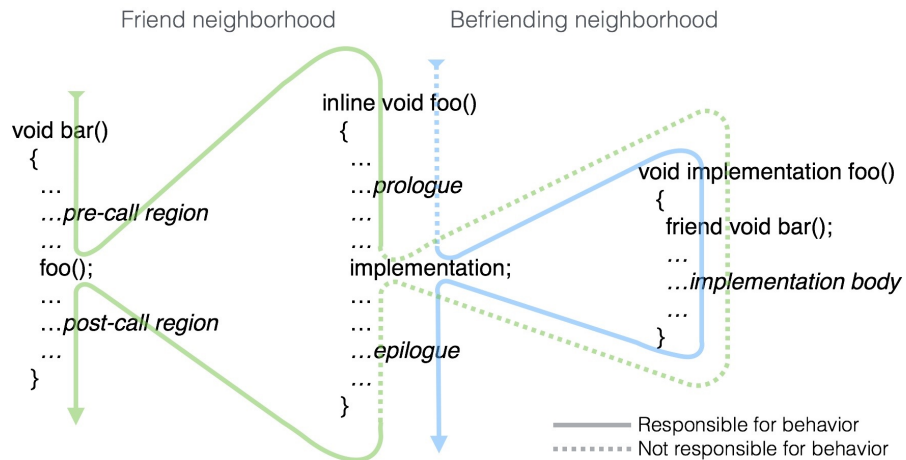 Friend neighborhood
Befriending neighborhood
void bar()
{
...
...pre-call region
...
...
foo();
...
...post-call region
...
}
inline void foo()
{
...
...prologue
...
...
implementation;
...
...
...epilogue
...
}
void implementation foo()
{
friend void bar();
...
...implementation body
...
}
Responsible for behavior
Not responsible for behavior